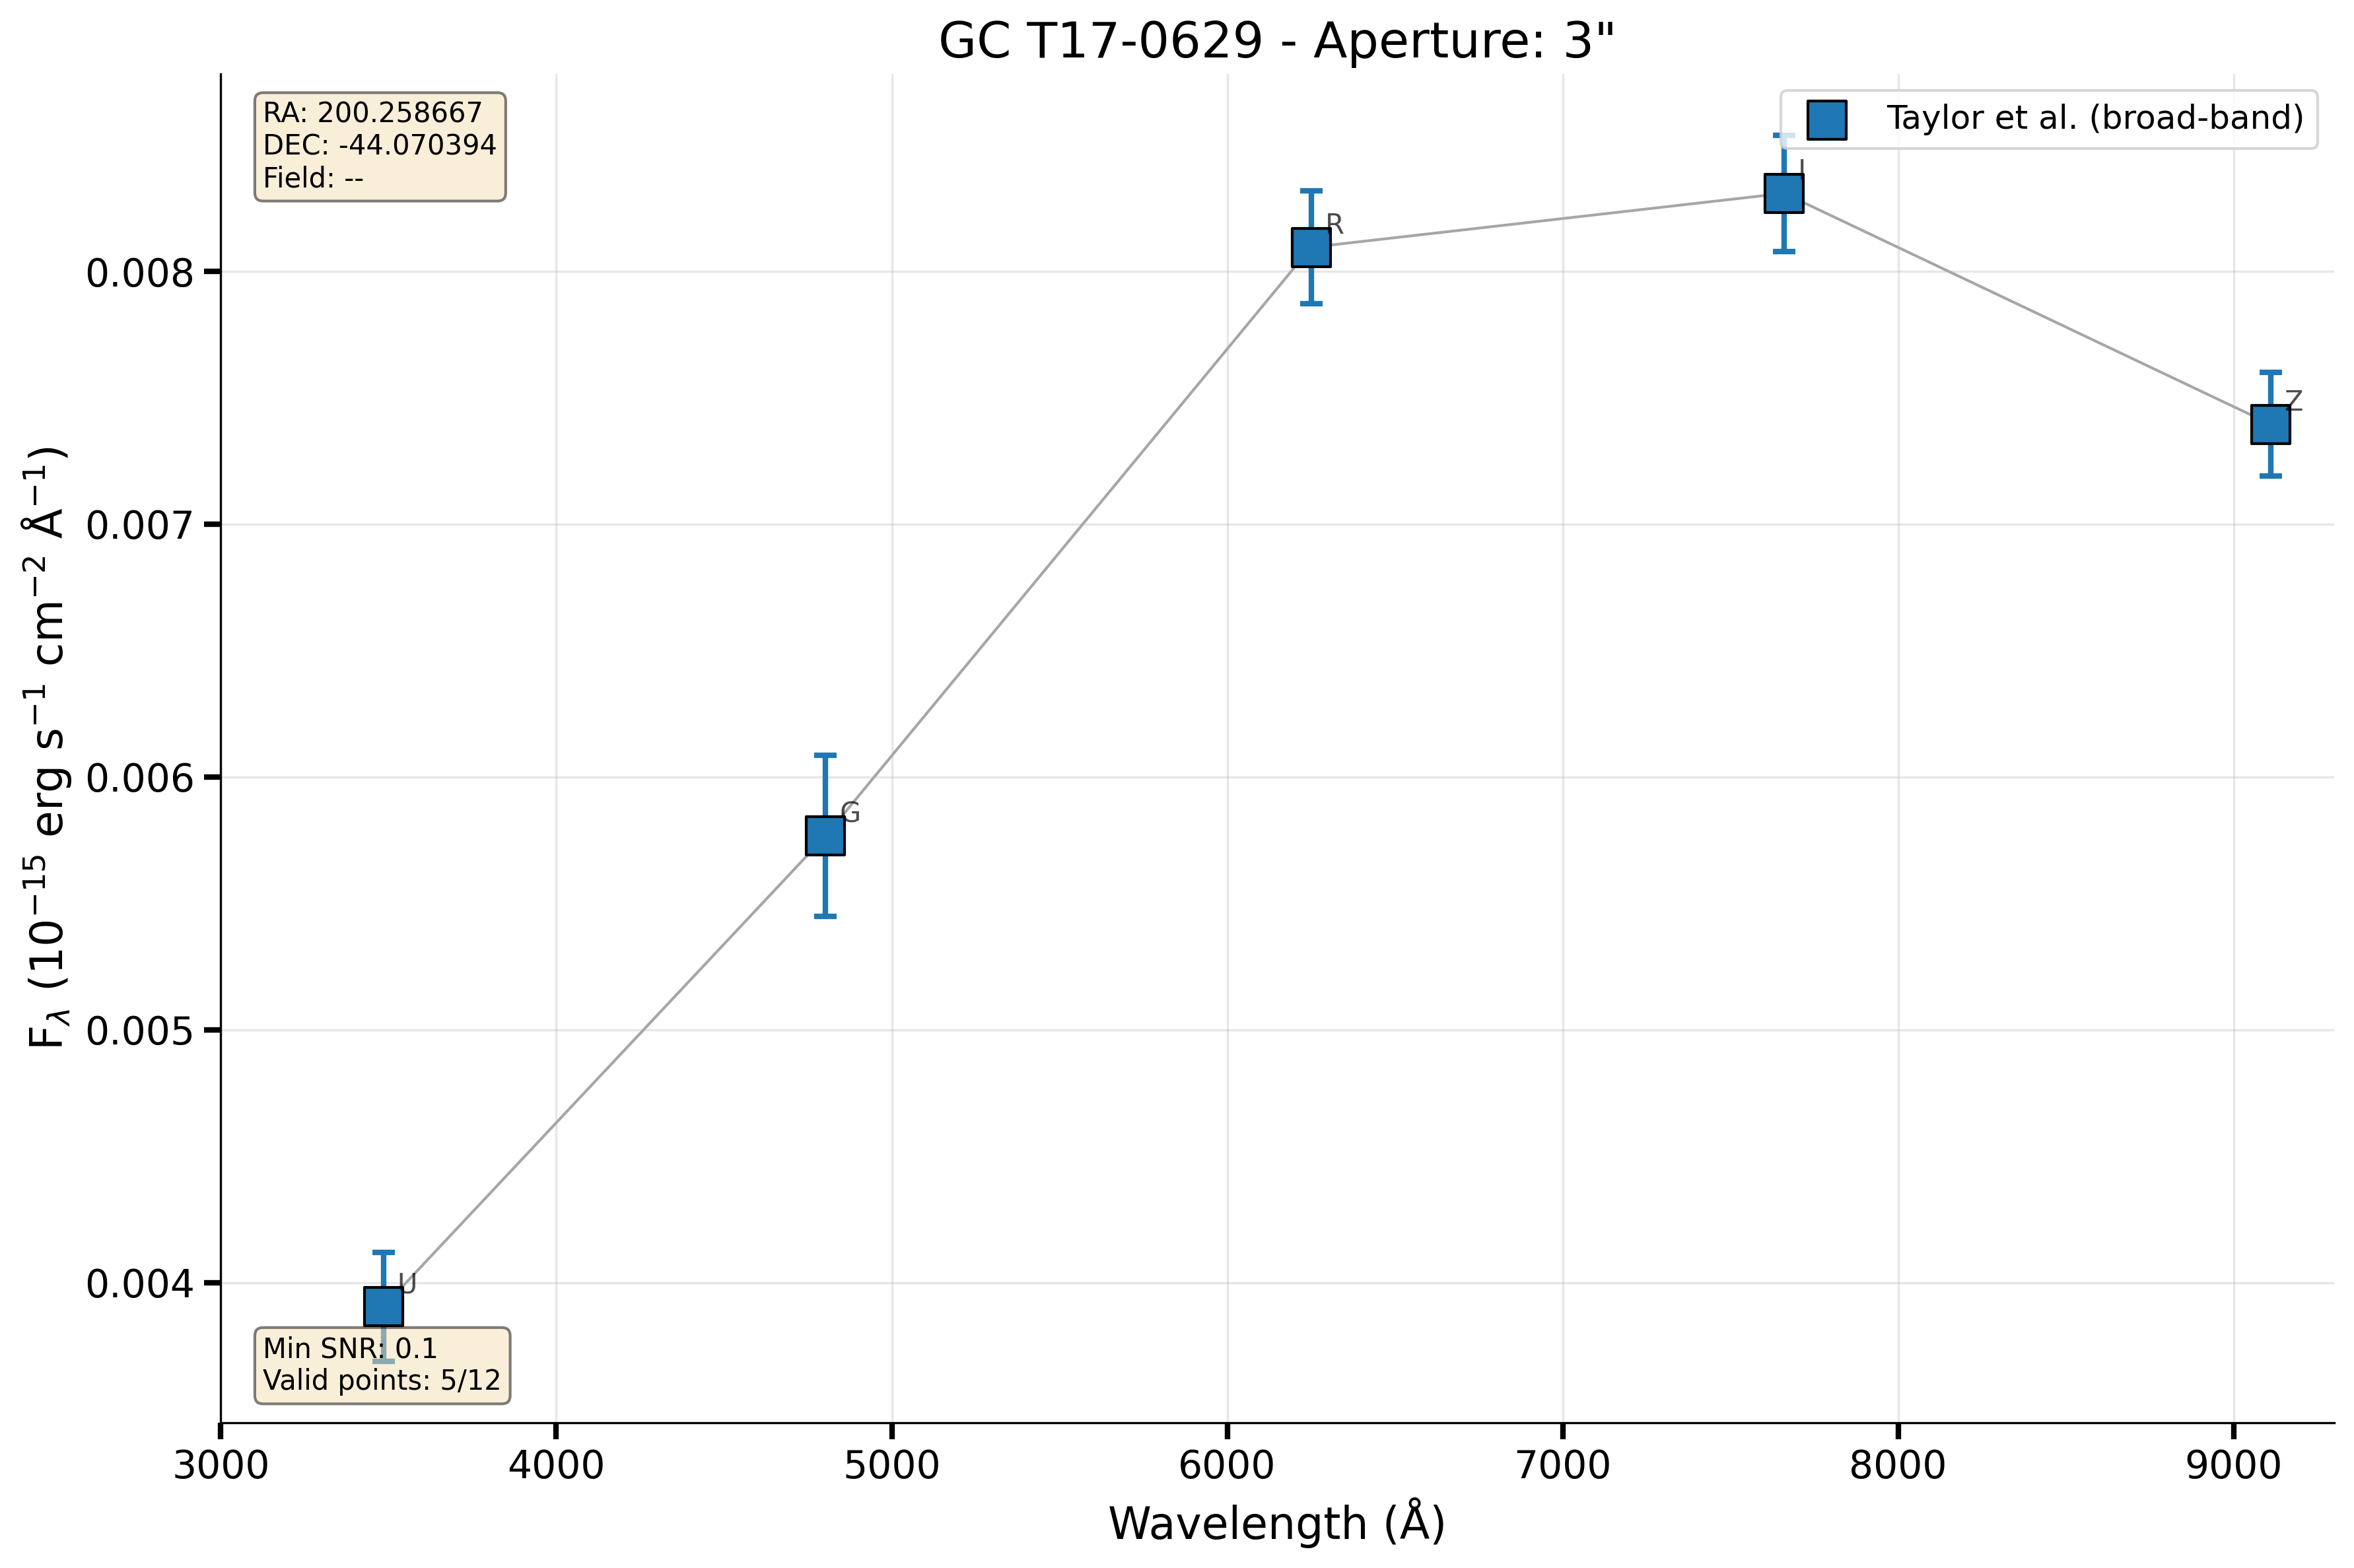 GC T17-0629 - Aperture: 3"
RA: 200.258667
DEC: -44.070394
Field: --
Taylor et al. (broad-band)
I
R
0.008
Z
0.007
0.006
G
0.005
0.004
U
Min SNR: 0.1
Valid points: 5/12
F_λ (10⁻¹⁵ erg s⁻¹ cm⁻² Å⁻¹)
3000 4000 5000 6000 7000 8000 9000
Wavelength (Å)